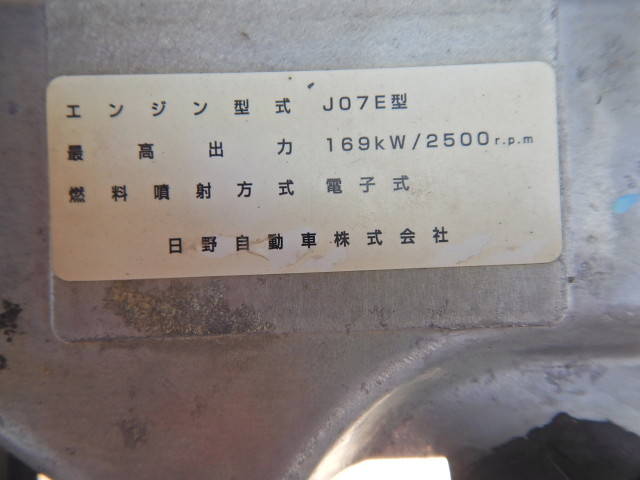 エンジン型式 J07E型
最高出力 169kW/2500r.p.m
燃料噴射方式 電子式
日野自動車株式会社